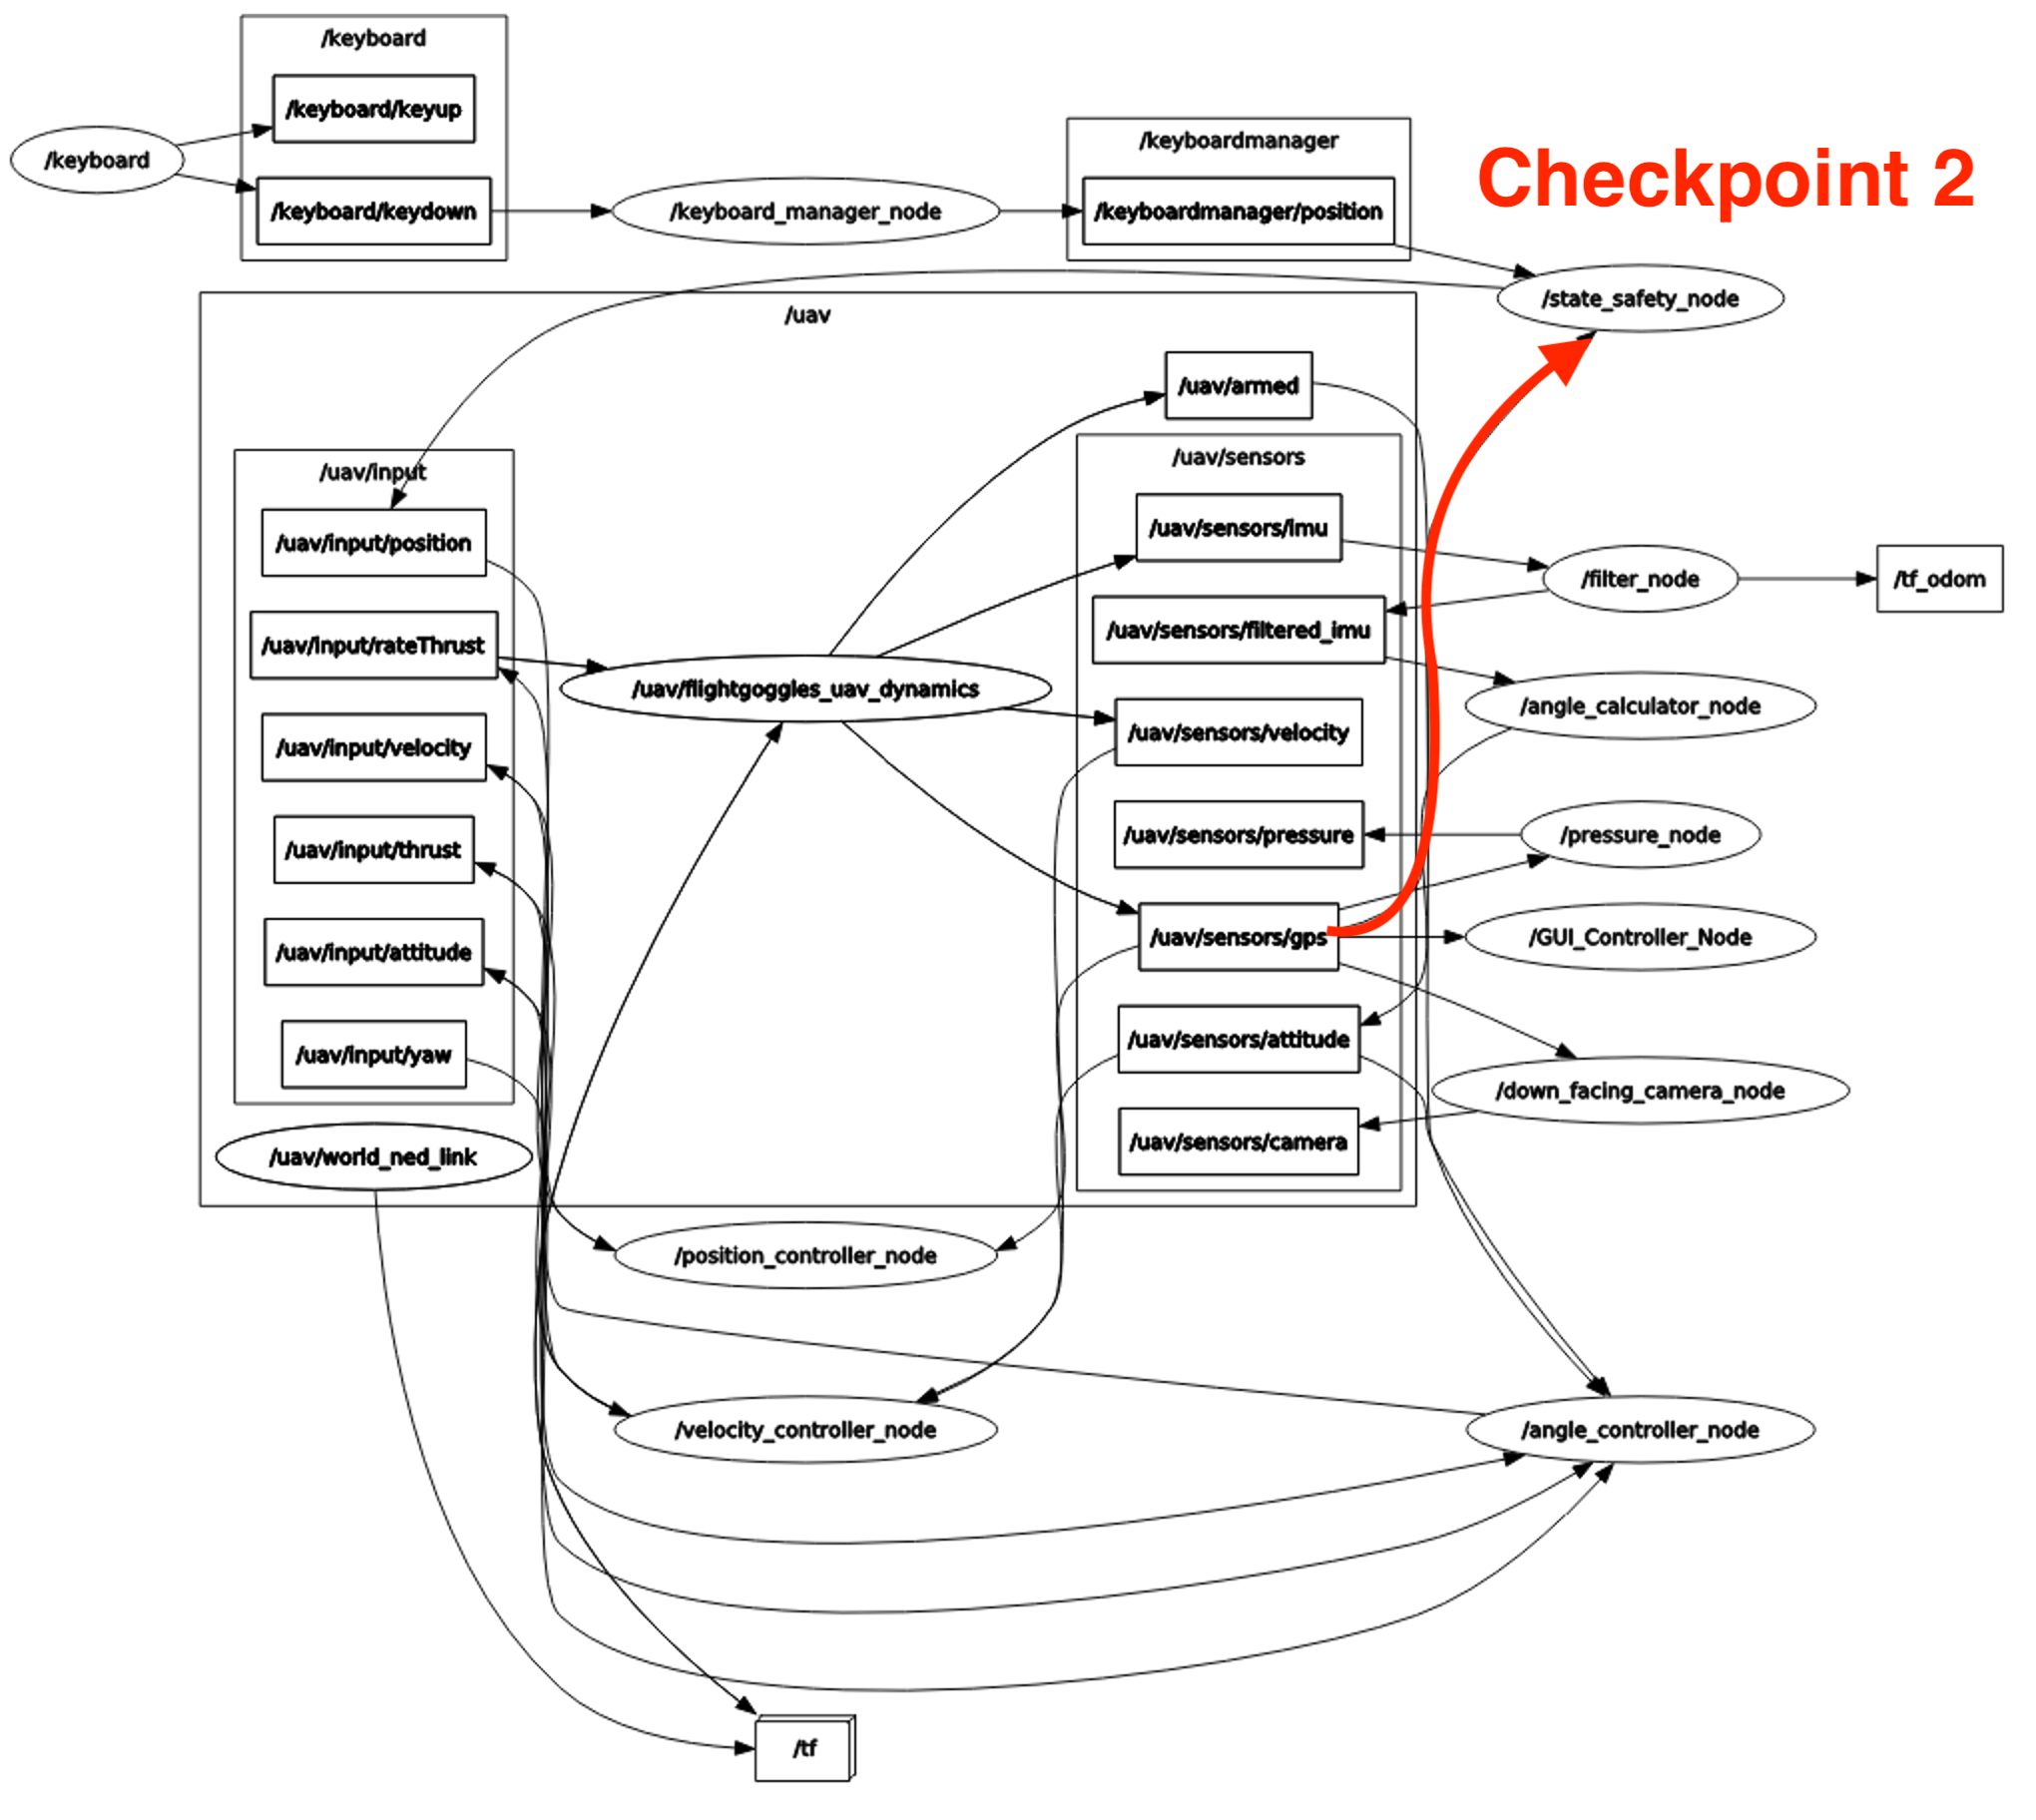 /keyboard
/keyboard/keyup
/keyboard
/keyboard/keydown
/keyboard_manager_node
/keyboardmanager
/keyboardmanager/position
Checkpoint 2
/state_safety_node
/uav
/uav/armed
/uav/input
/uav/sensors
/uav/input/position
/uav/sensors/imu
/filter_node
/tf_odom
/uav/input/rateThrust
/uav/flightgoggles_uav_dynamics
/uav/sensors/filtered_imu
/angle_calculator_node
/uav/input/velocity
/uav/sensors/velocity
/uav/input/thrust
/uav/sensors/pressure
/pressure_node
/uav/input/attitude
/uav/sensors/gps
/GUI_Controller_Node
/uav/input/yaw
/uav/sensors/attitude
/down_facing_camera_node
/uav/world_ned_link
/uav/sensors/camera
/position_controller_node
/velocity_controller_node
/angle_controller_node
/tf